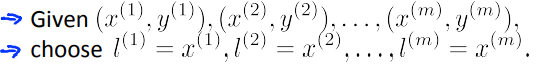 → Given (x^{(1)}, y^{(1)}), (x^{(2)}, y^{(2)}), . . . , (x^{(m)}, y^{(m)}),
→ choose l^{(1)} = x^{(1)}, l^{(2)} = x^{(2)}, . . . , l^{(m)} = x^{(m)}.